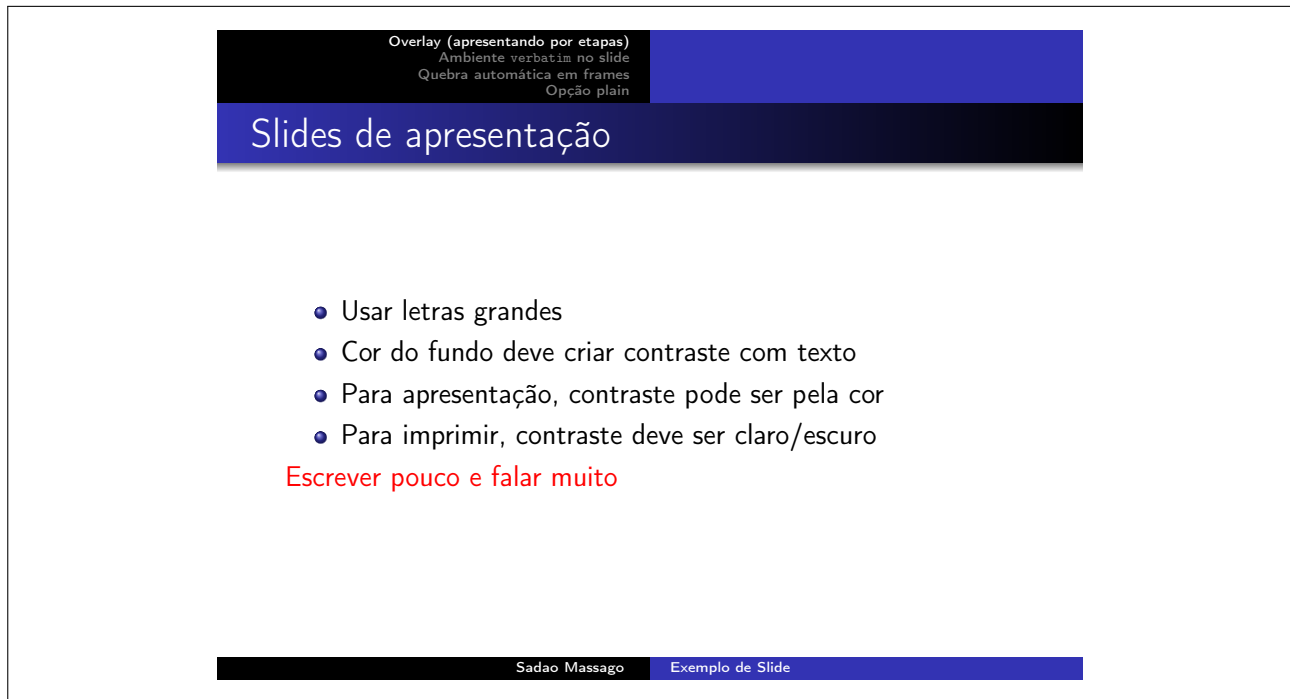 Overlay (apresentando por etapas)
Ambiente verbatim no slide
Quebra automática em frames
Opção plain
Slides de apresentação
Usar letras grandes
Cor do fundo deve criar contraste com texto
Para apresentação, contraste pode ser pela cor
Para imprimir, contraste deve ser claro/escuro
Escrever pouco e falar muito
Sadao Massago Exemplo de Slide